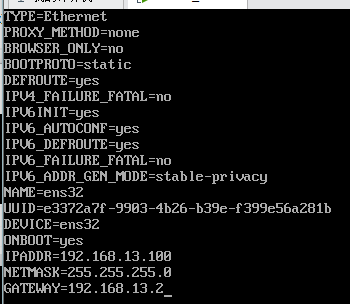 TYPE=Ethernet
PROXY_METHOD=none
BROWSER_ONLY=no
BOOTPROTO=static
DEFROUTE=yes
IPV4_FAILURE_FATAL=no
IPV6INIT=yes
IPV6_AUTOCONF=yes
IPV6_DEFROUTE=yes
IPV6_FAILURE_FATAL=no
IPV6_ADDR_GEN_MODE=stable-privacy
NAME=ens32
UUID=e3372a7f-9903-4b26-b39e-f399e56a281b
DEVICE=ens32
ONBOOT=yes
IPADDR=192.168.13.100
NETMASK=255.255.255.0
GATEWAY=192.168.13.2